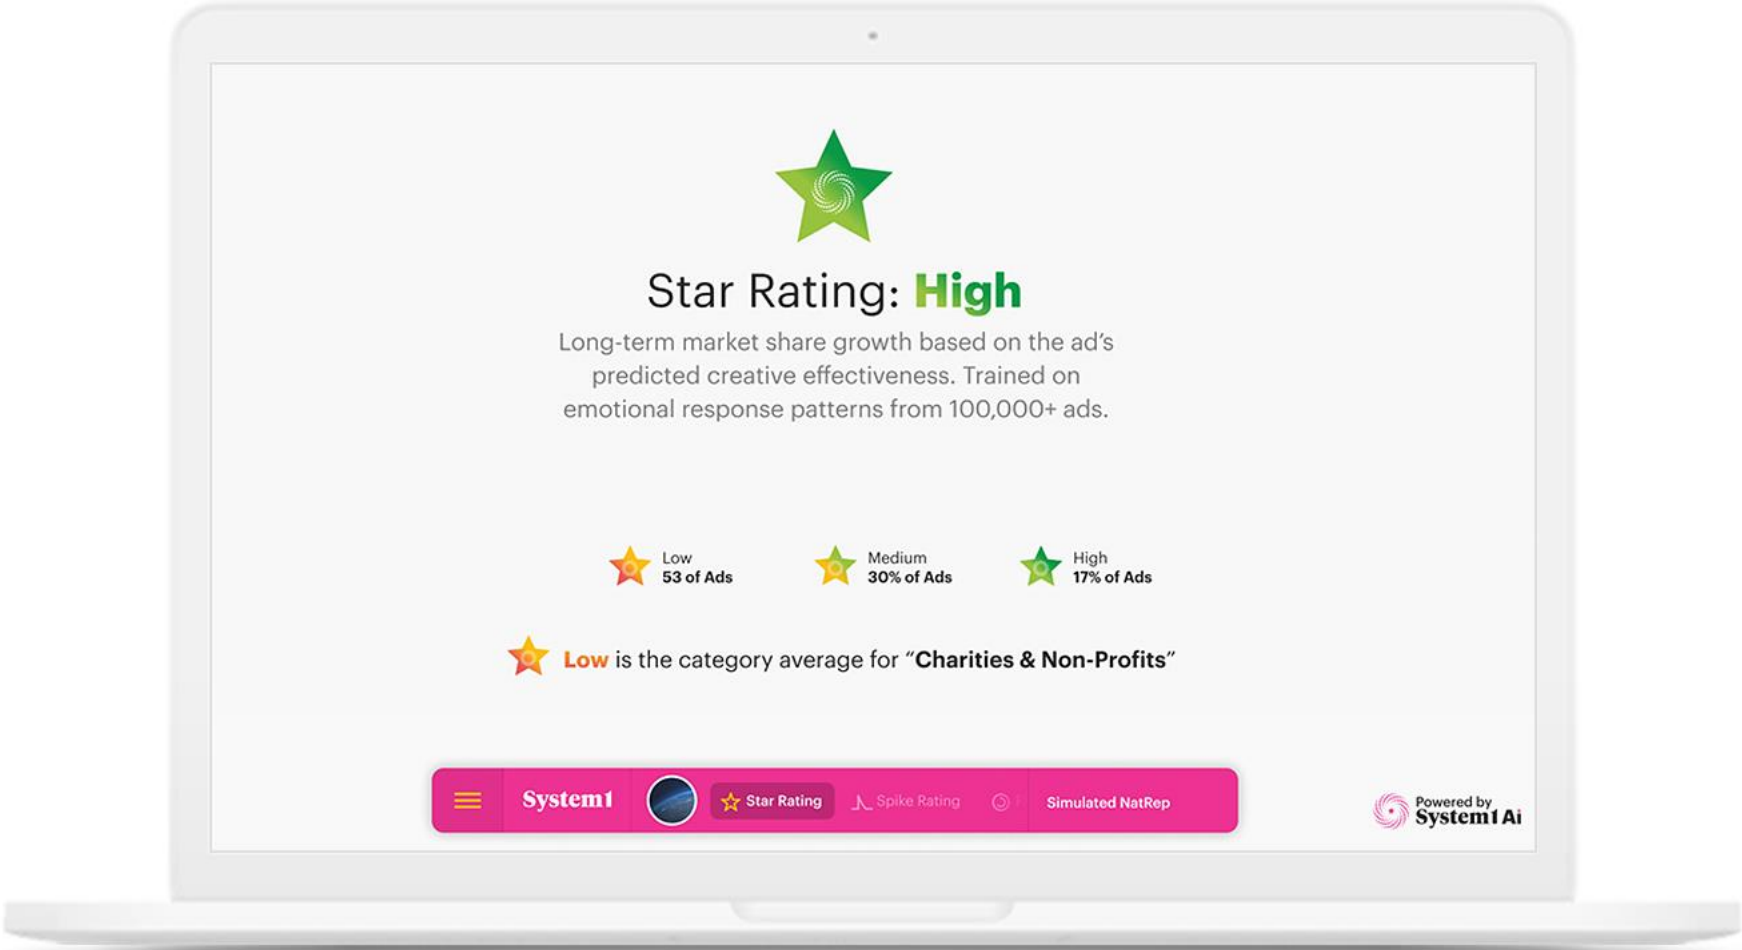 Star Rating: High
Long-term market share growth based on the ad's
predicted creative effectiveness. Trained on
emotional response patterns from 100,000+ ads.
Low
53 of Ads
Medium
30% of Ads
High
17% of Ads
Low is the category average for “Charities & Non-Profits”
System1
Star Rating
Spike Rating
Simulated NatRep
Powered by
System1 Ai